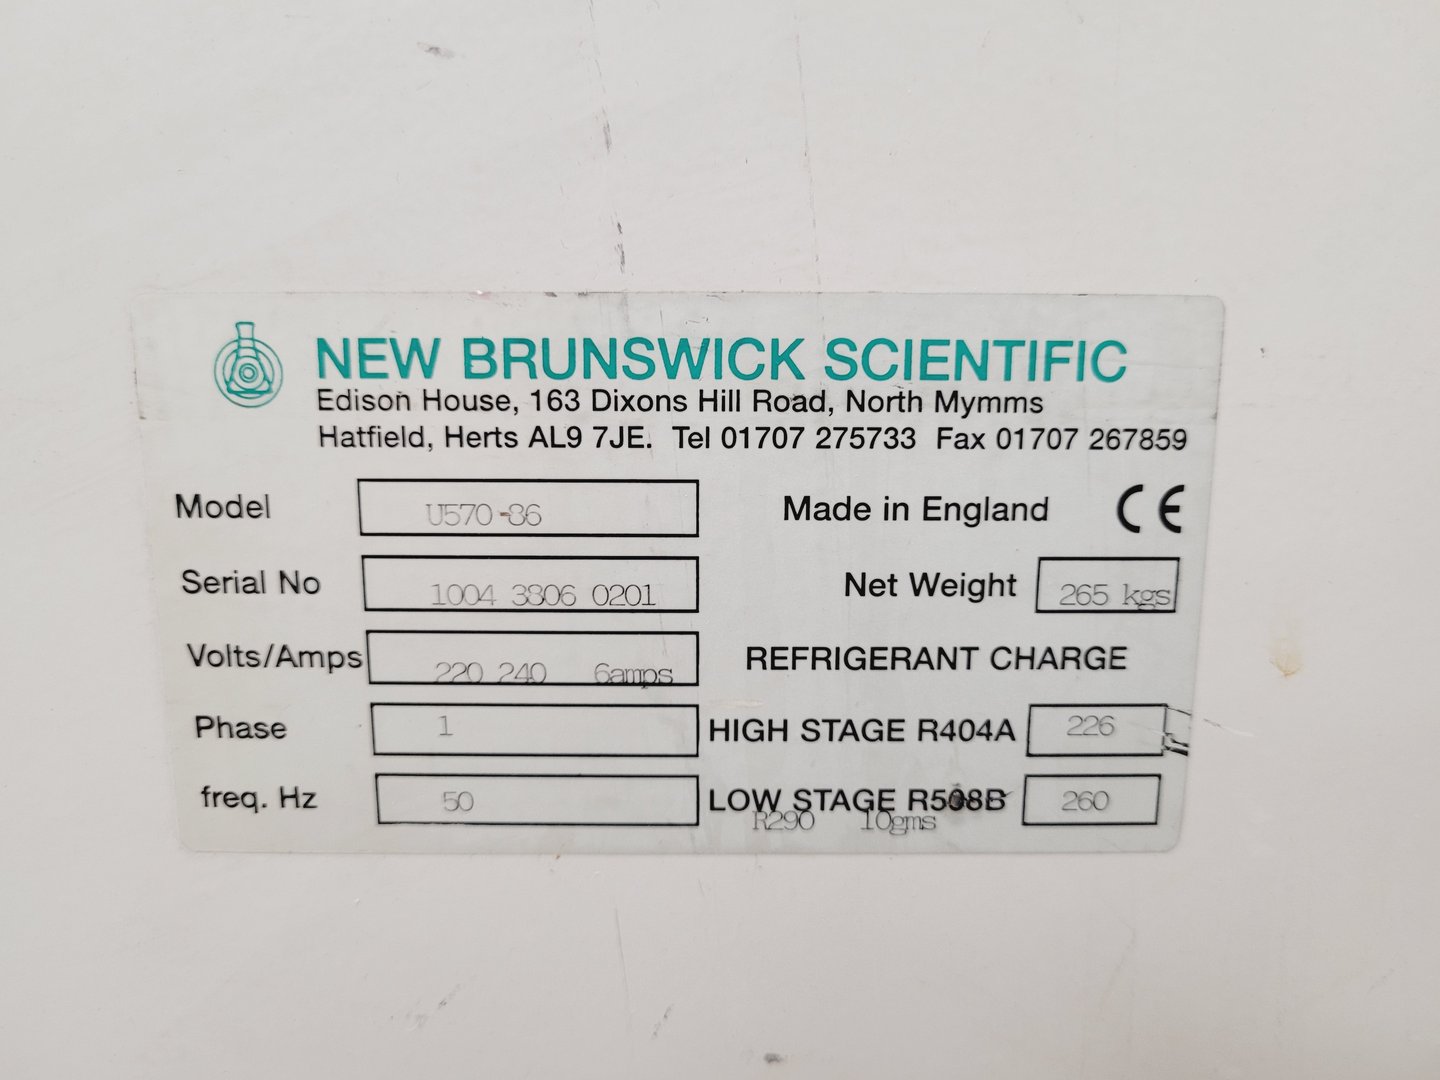 NEW BRUNSWICK SCIENTIFIC
Edison House, 163 Dixons Hill Road, North Mymms
Hatfield, Herts AL9 7JE. Tel 01707 275733 Fax 01707 267859
Model U570-86 Made in England CE
Serial No 1004 3806 0201 Net Weight 265 kgs
Volts/Amps 220 240 6amps REFRIGERANT CHARGE
Phase 1 HIGH STAGE R404A 226
freq. Hz 50 LOW STAGE R508B 260
R290 10gms